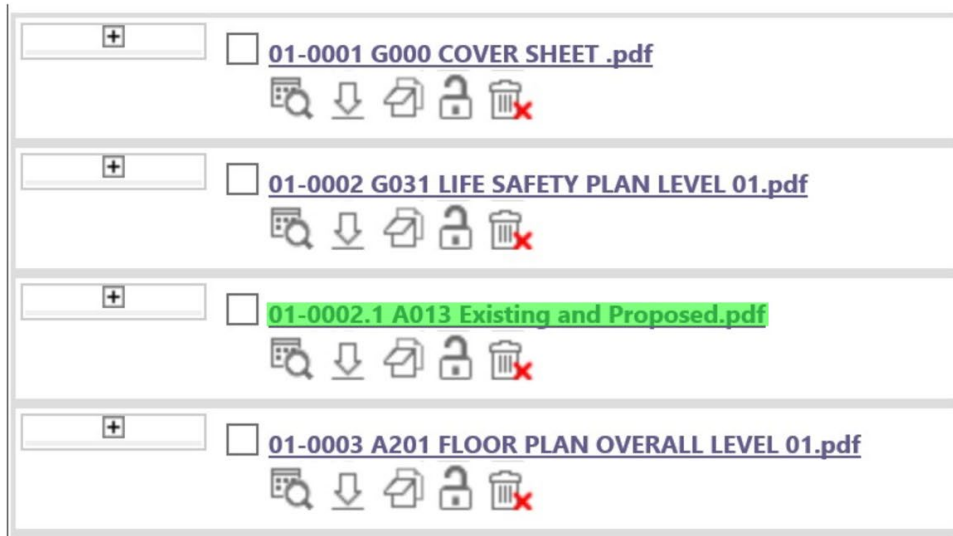 01-0001 G000 COVER SHEET .pdf
01-0002 G031 LIFE SAFETY PLAN LEVEL 01.pdf
01-0002.1 A013 Existing and Proposed.pdf
01-0003 A201 FLOOR PLAN OVERALL LEVEL 01.pdf